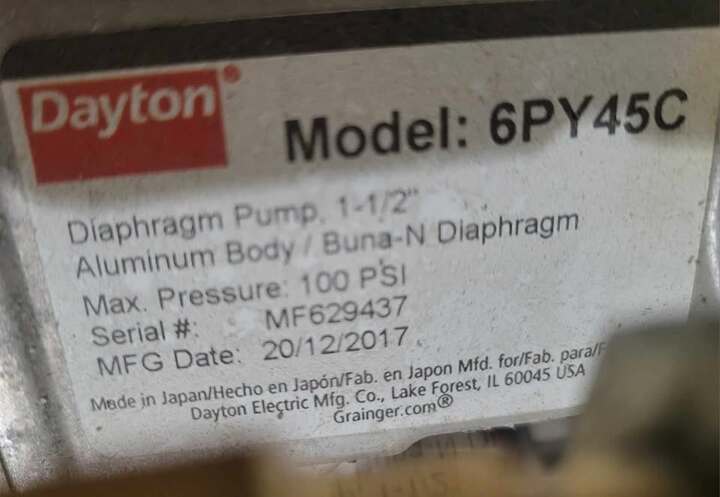 Dayton®
Model: 6PY45C
Diaphragm Pump, 1-1/2"
Aluminum Body / Buna-N Diaphragm
Max. Pressure: 100 PSI
Serial #: MF629437
MFG Date: 20/12/2017
Made in Japan/Hecho en Japón/Fab. en Japon Mfd. for/Fab. para/F
Dayton Electric Mfg. Co., Lake Forest, IL 60045 USA
Grainger.com®